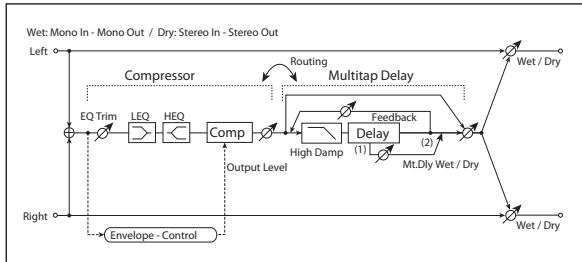 Wet: Mono In - Mono Out / Dry: Stereo In - Stereo Out
Left
Wet / Dry
Routing
Compressor
Multitap Delay
EQ Trim
LEQ
HEQ
Comp
Feedback
High Damp
Delay
(1)
(2)
Mt.Dly Wet / Dry
Output Level
Right
Wet / Dry
Envelope - Control